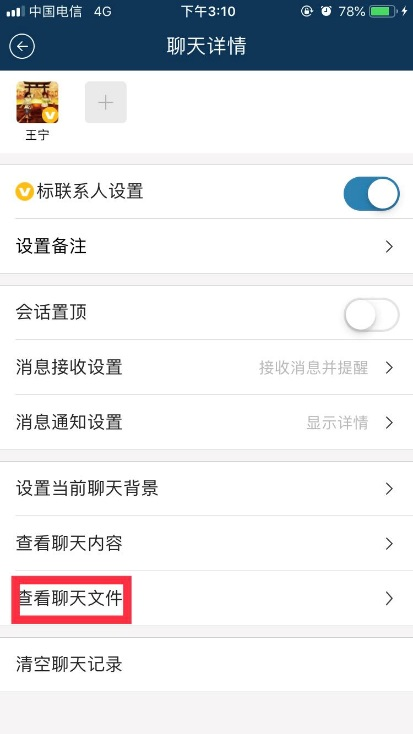 中国电信 4G 下午3:10 78%
聊天详情
王宁
标联系人设置
设置备注
会话置顶
消息接收设置 接收消息并提醒
消息通知设置 显示详情
设置当前聊天背景
查看聊天内容
查看聊天文件
清空聊天记录